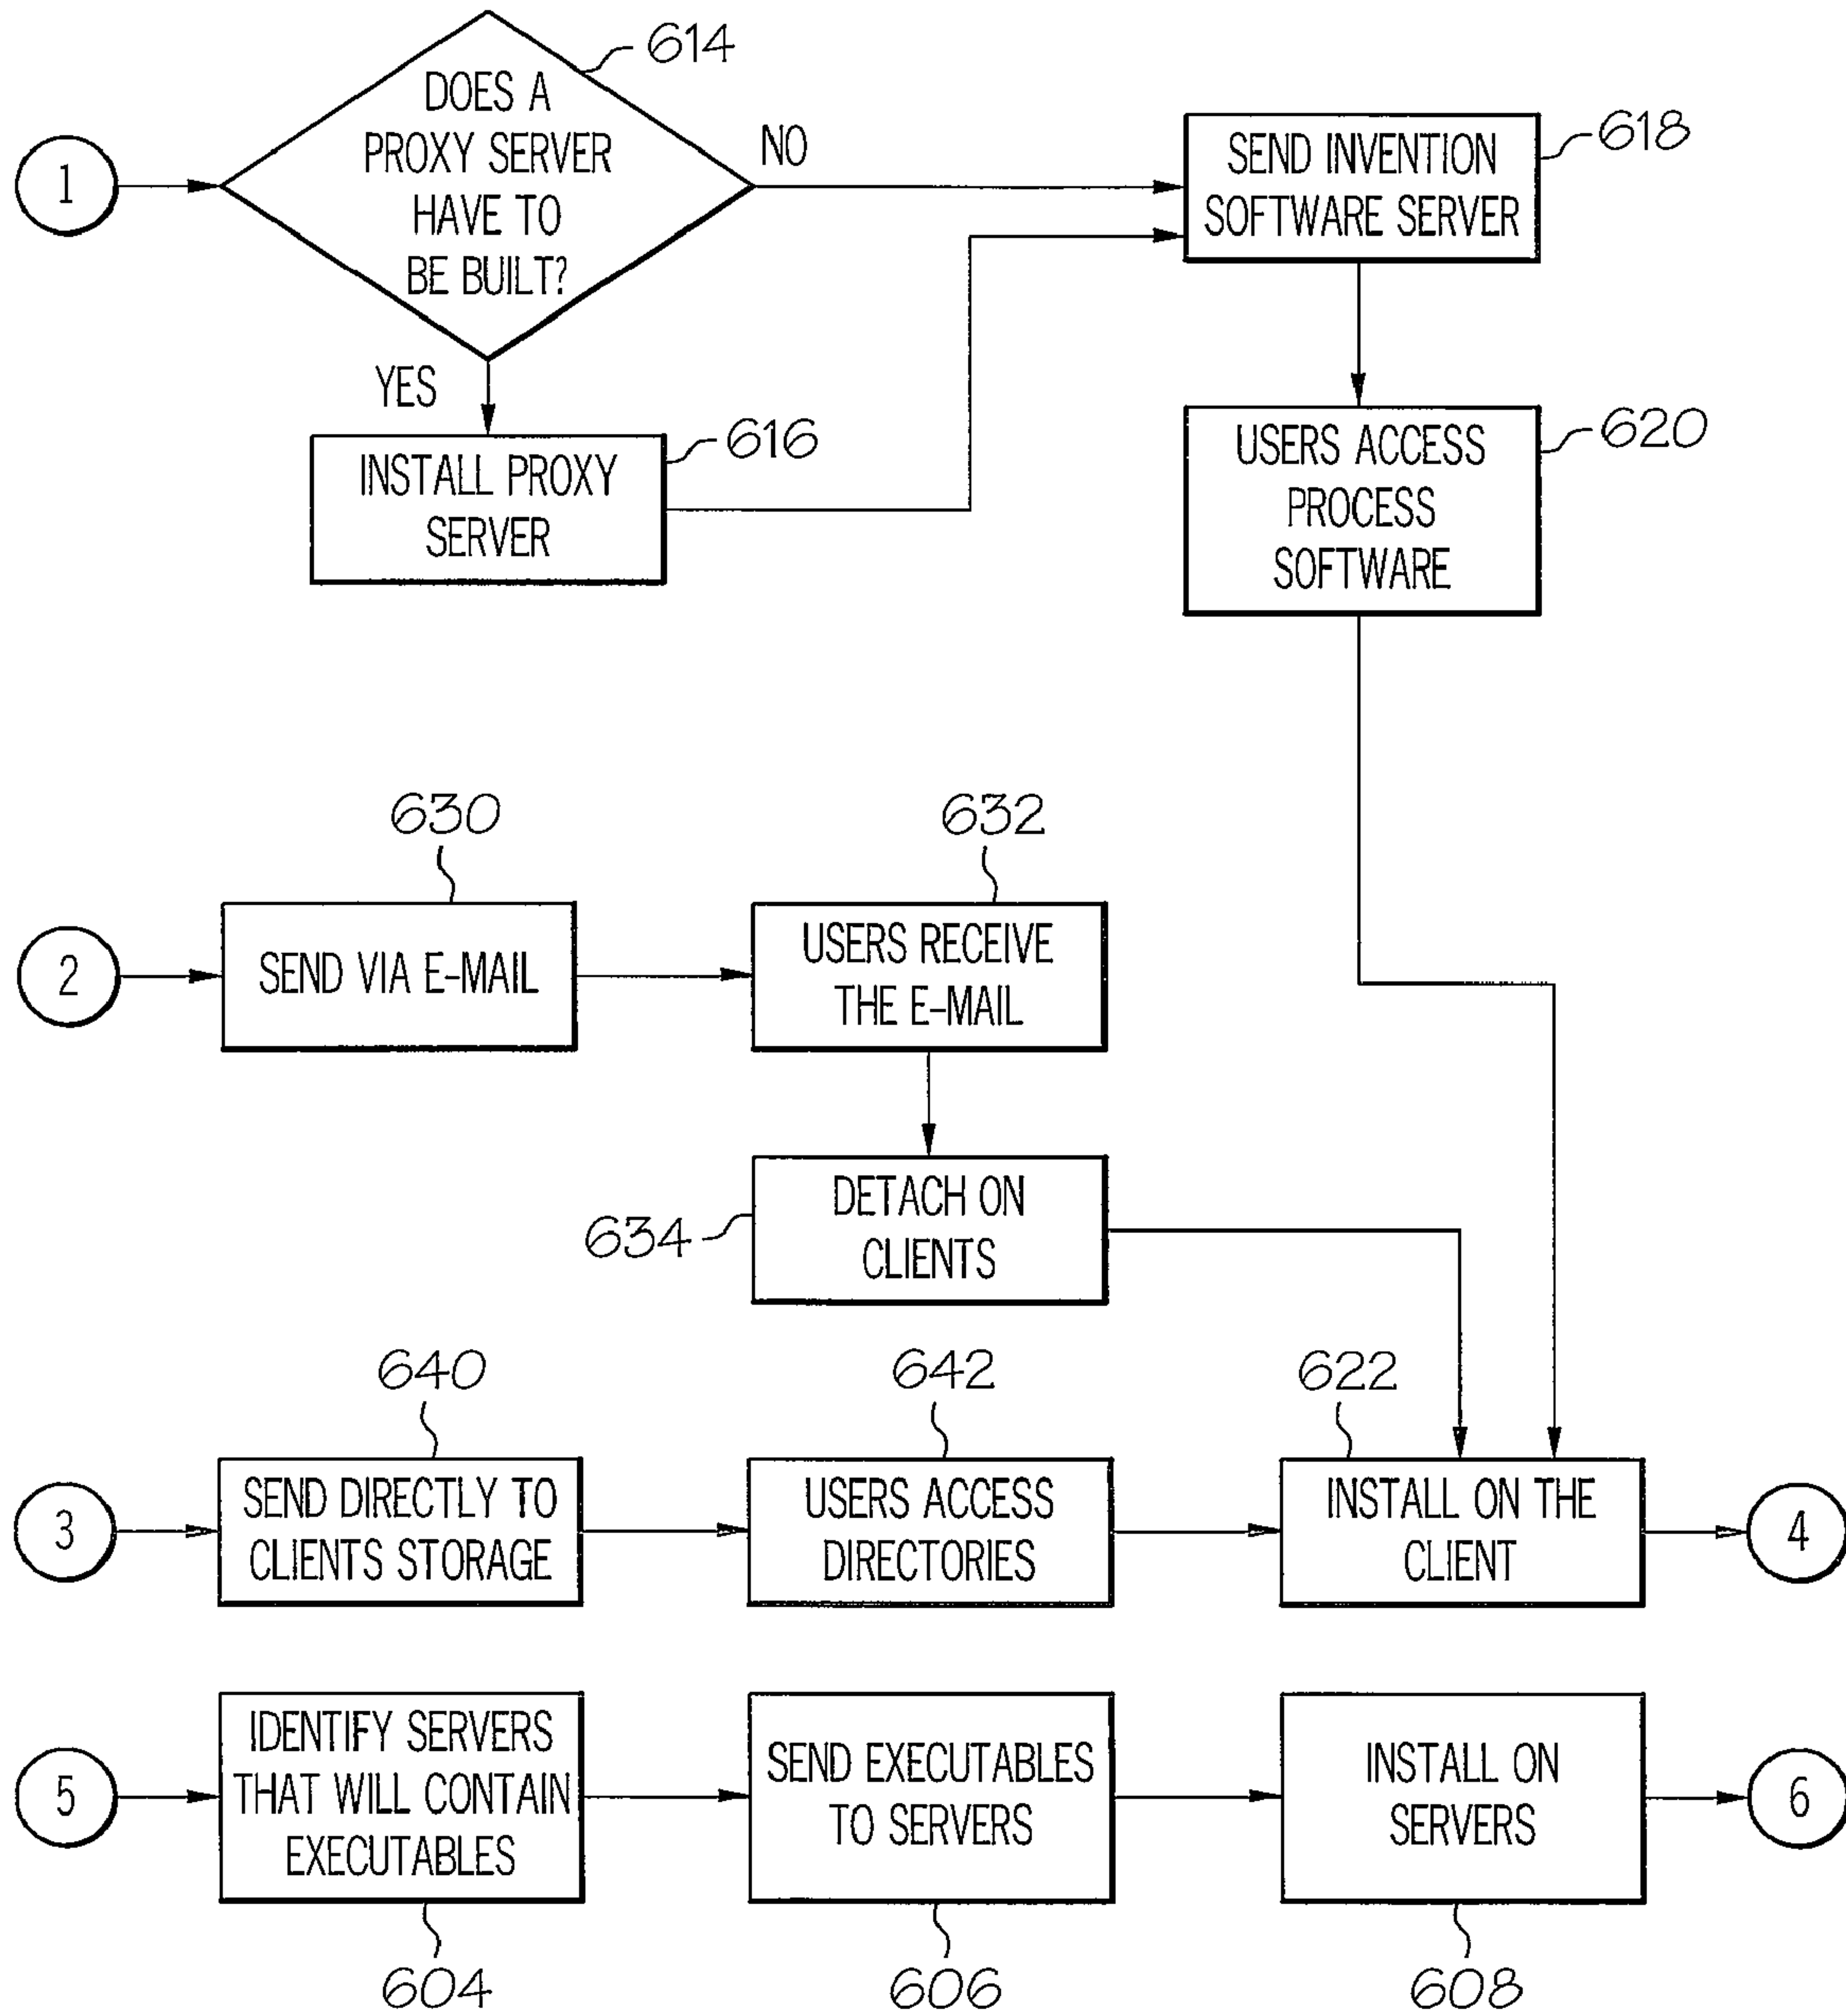 614
DOES A
PROXY SERVER
HAVE TO
BE BUILT?
1
NO
SEND INVENTION
SOFTWARE SERVER
618
YES
INSTALL PROXY
SERVER
616
USERS ACCESS
PROCESS
SOFTWARE
620
630
632
2
SEND VIA E-MAIL
USERS RECEIVE
THE E-MAIL
DETACH ON
CLIENTS
634
640
642
622
3
SEND DIRECTLY TO
CLIENTS STORAGE
USERS ACCESS
DIRECTORIES
INSTALL ON THE
CLIENT
4
5
IDENTIFY SERVERS
THAT WILL CONTAIN
EXECUTABLES
SEND EXECUTABLES
TO SERVERS
INSTALL ON
SERVERS
6
604
606
608